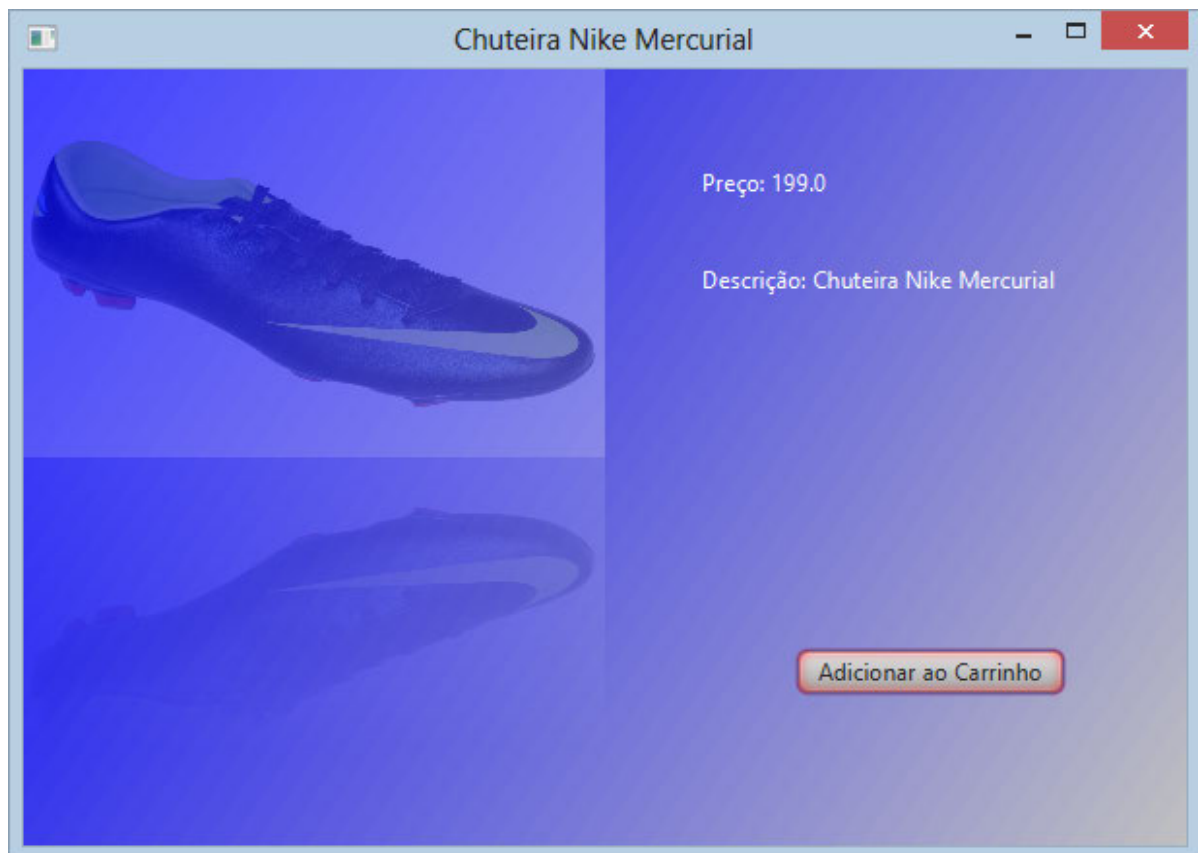 Chuteira Nike Mercurial
Preço: 199.0
Descrição: Chuteira Nike Mercurial
Adicionar ao Carrinho